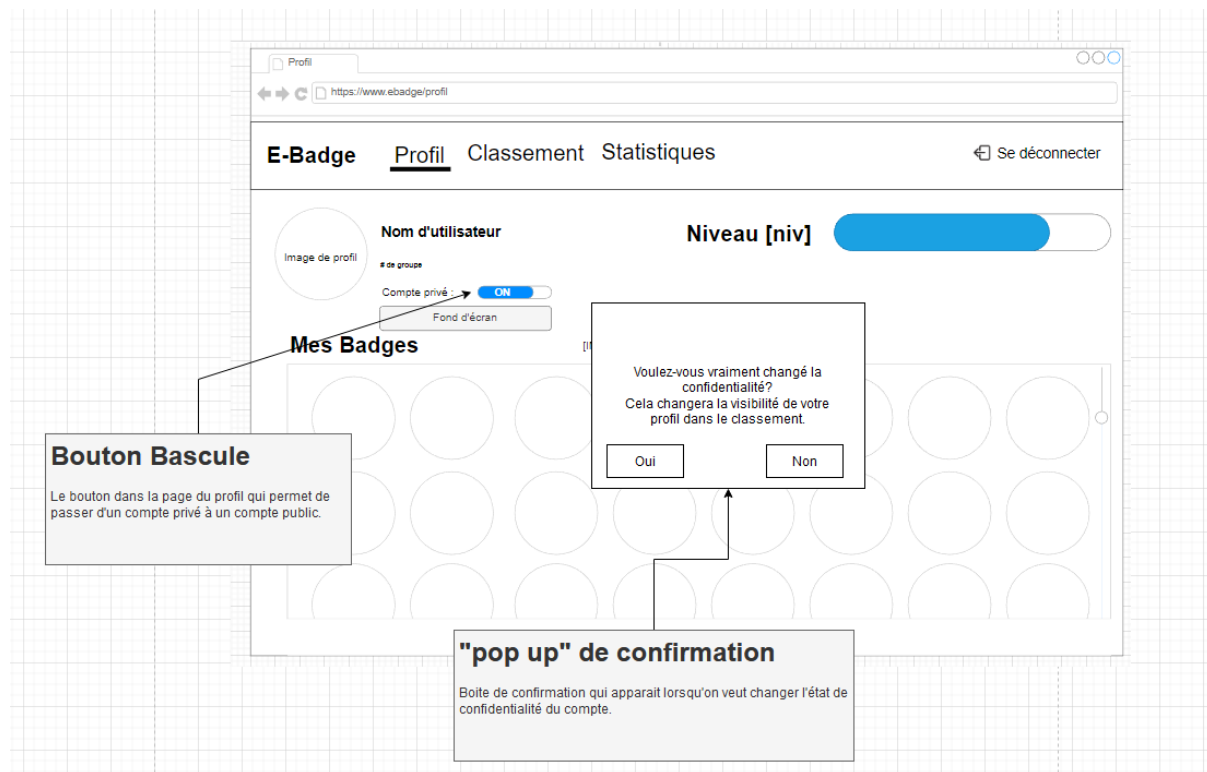 Profil
https://www.ebadge/profil
E-Badge Profil Classement Statistiques Se déconnecter
Image de profil
Nom d'utilisateur
# de groupe
Compte privé : ON
Fond d'écran
Niveau [niv]
Mes Badges
Voulez-vous vraiment changé la
confidentialité?
Cela changera la visibilité de votre
profil dans le classement.
Oui Non
Bouton Bascule
Le bouton dans la page du profil qui permet de
passer d'un compte privé à un compte public.
"pop up" de confirmation
Boite de confirmation qui apparait lorsqu'on veut changer l'état de
confidentialité du compte.